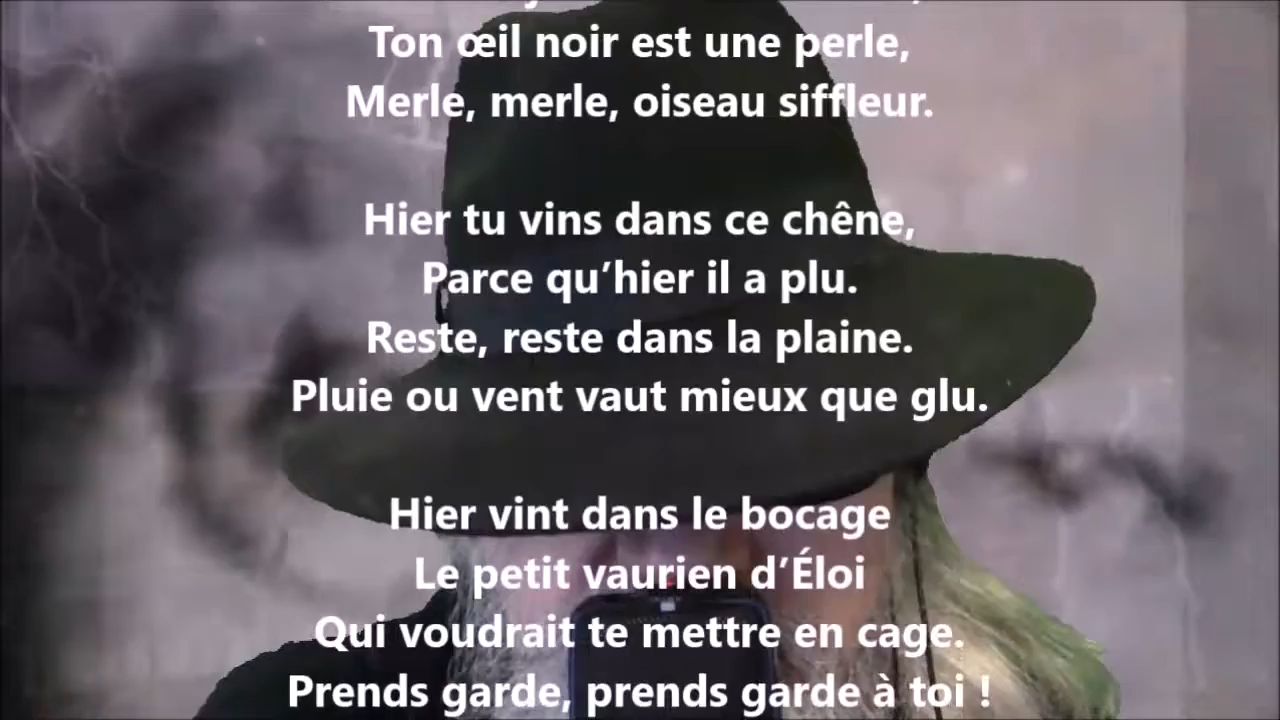 Ton œil noir est une perle,
Merle, merle, oiseau siffleur.
Hier tu vins dans ce chêne,
Parce qu’hier il a plu.
Reste, reste dans la plaine.
Pluie ou vent vaut mieux que glu.
Hier vint dans le bocage
Le petit vaurien d’Éloi
Qui voudrait te mettre en cage.
Prends garde, prends garde à toi !